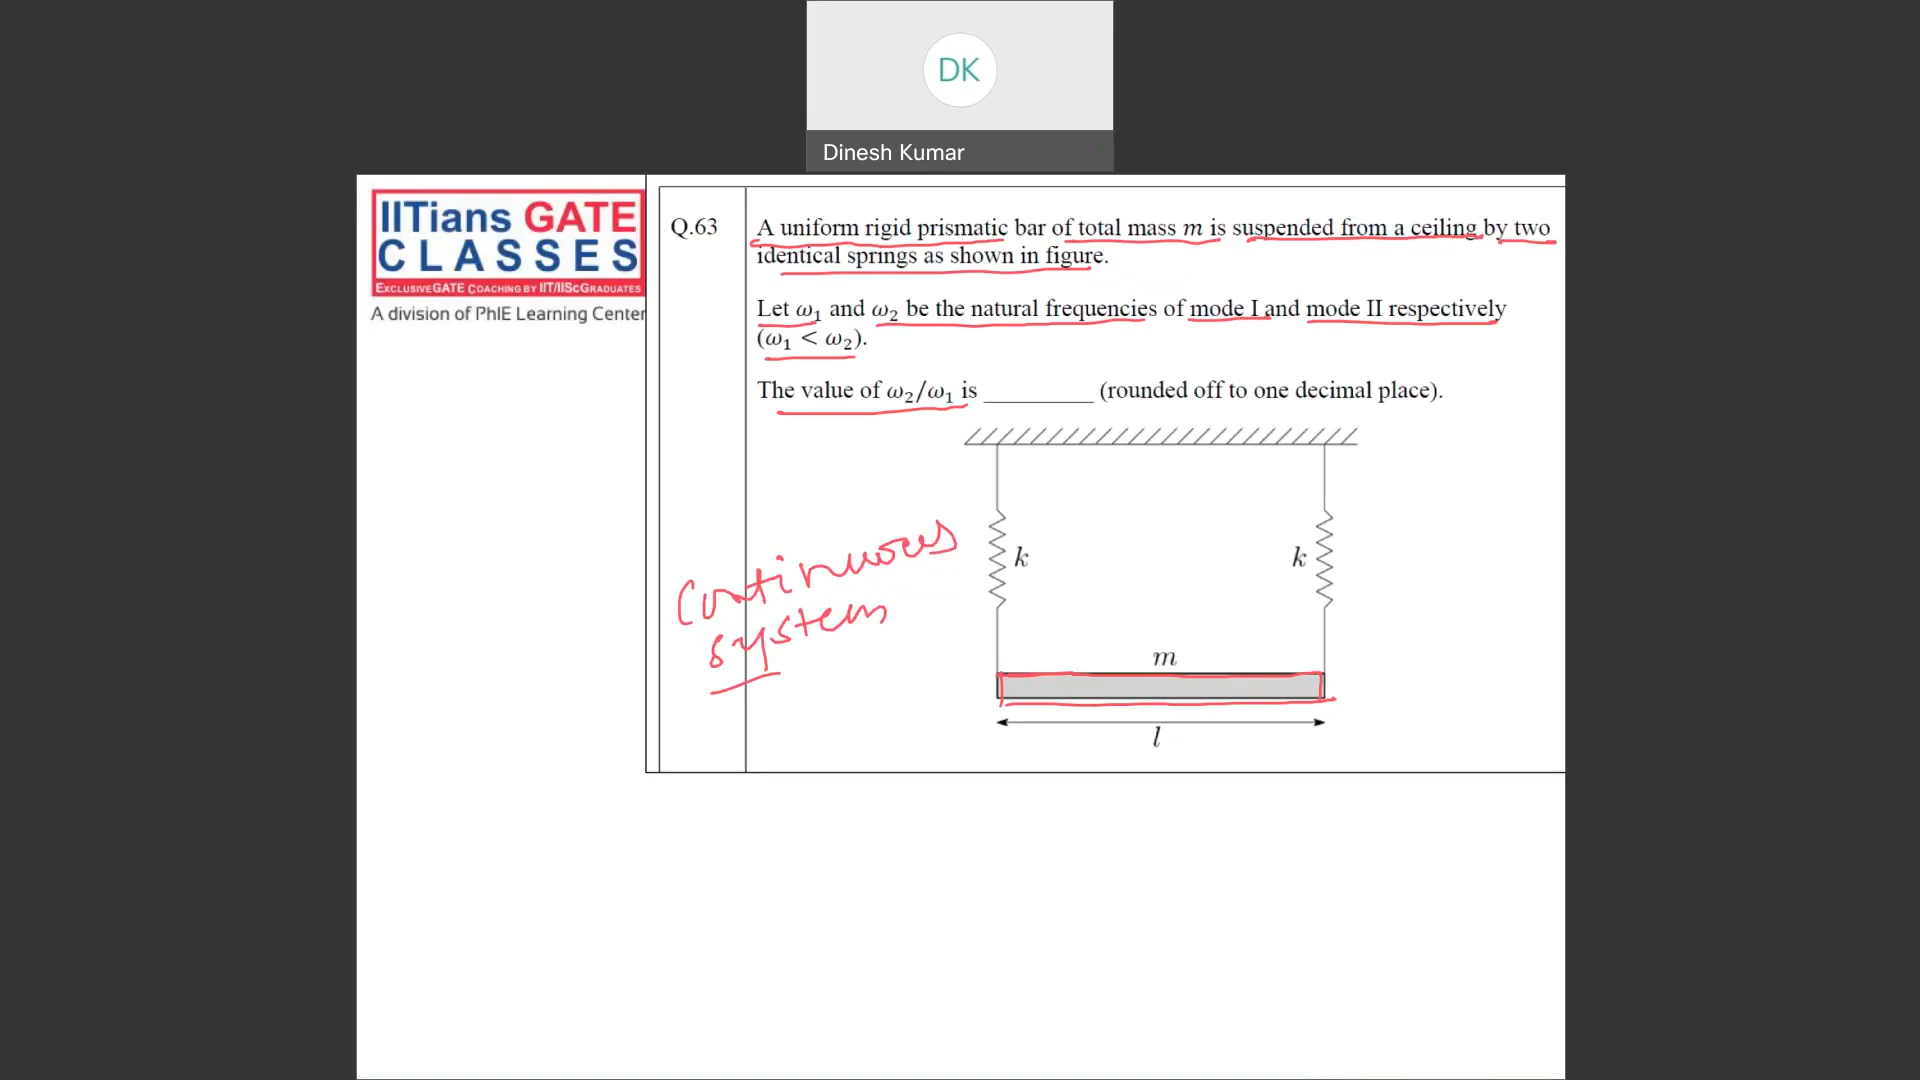 DK
Dinesh Kumar
IITians GATE
CLASSES
EXCLUSIVE GATE COACHING BY IIT/IISc GRADUATES
A division of PhIE Learning Center
Q.63
A uniform rigid prismatic bar of total mass m is suspended from a ceiling by two
identical springs as shown in figure.
Let ω₁ and ω₂ be the natural frequencies of mode I and mode II respectively
(ω₁ < ω₂).
The value of ω₂/ω₁ is _________ (rounded off to one decimal place).
k
k
Continuous
system
m
l